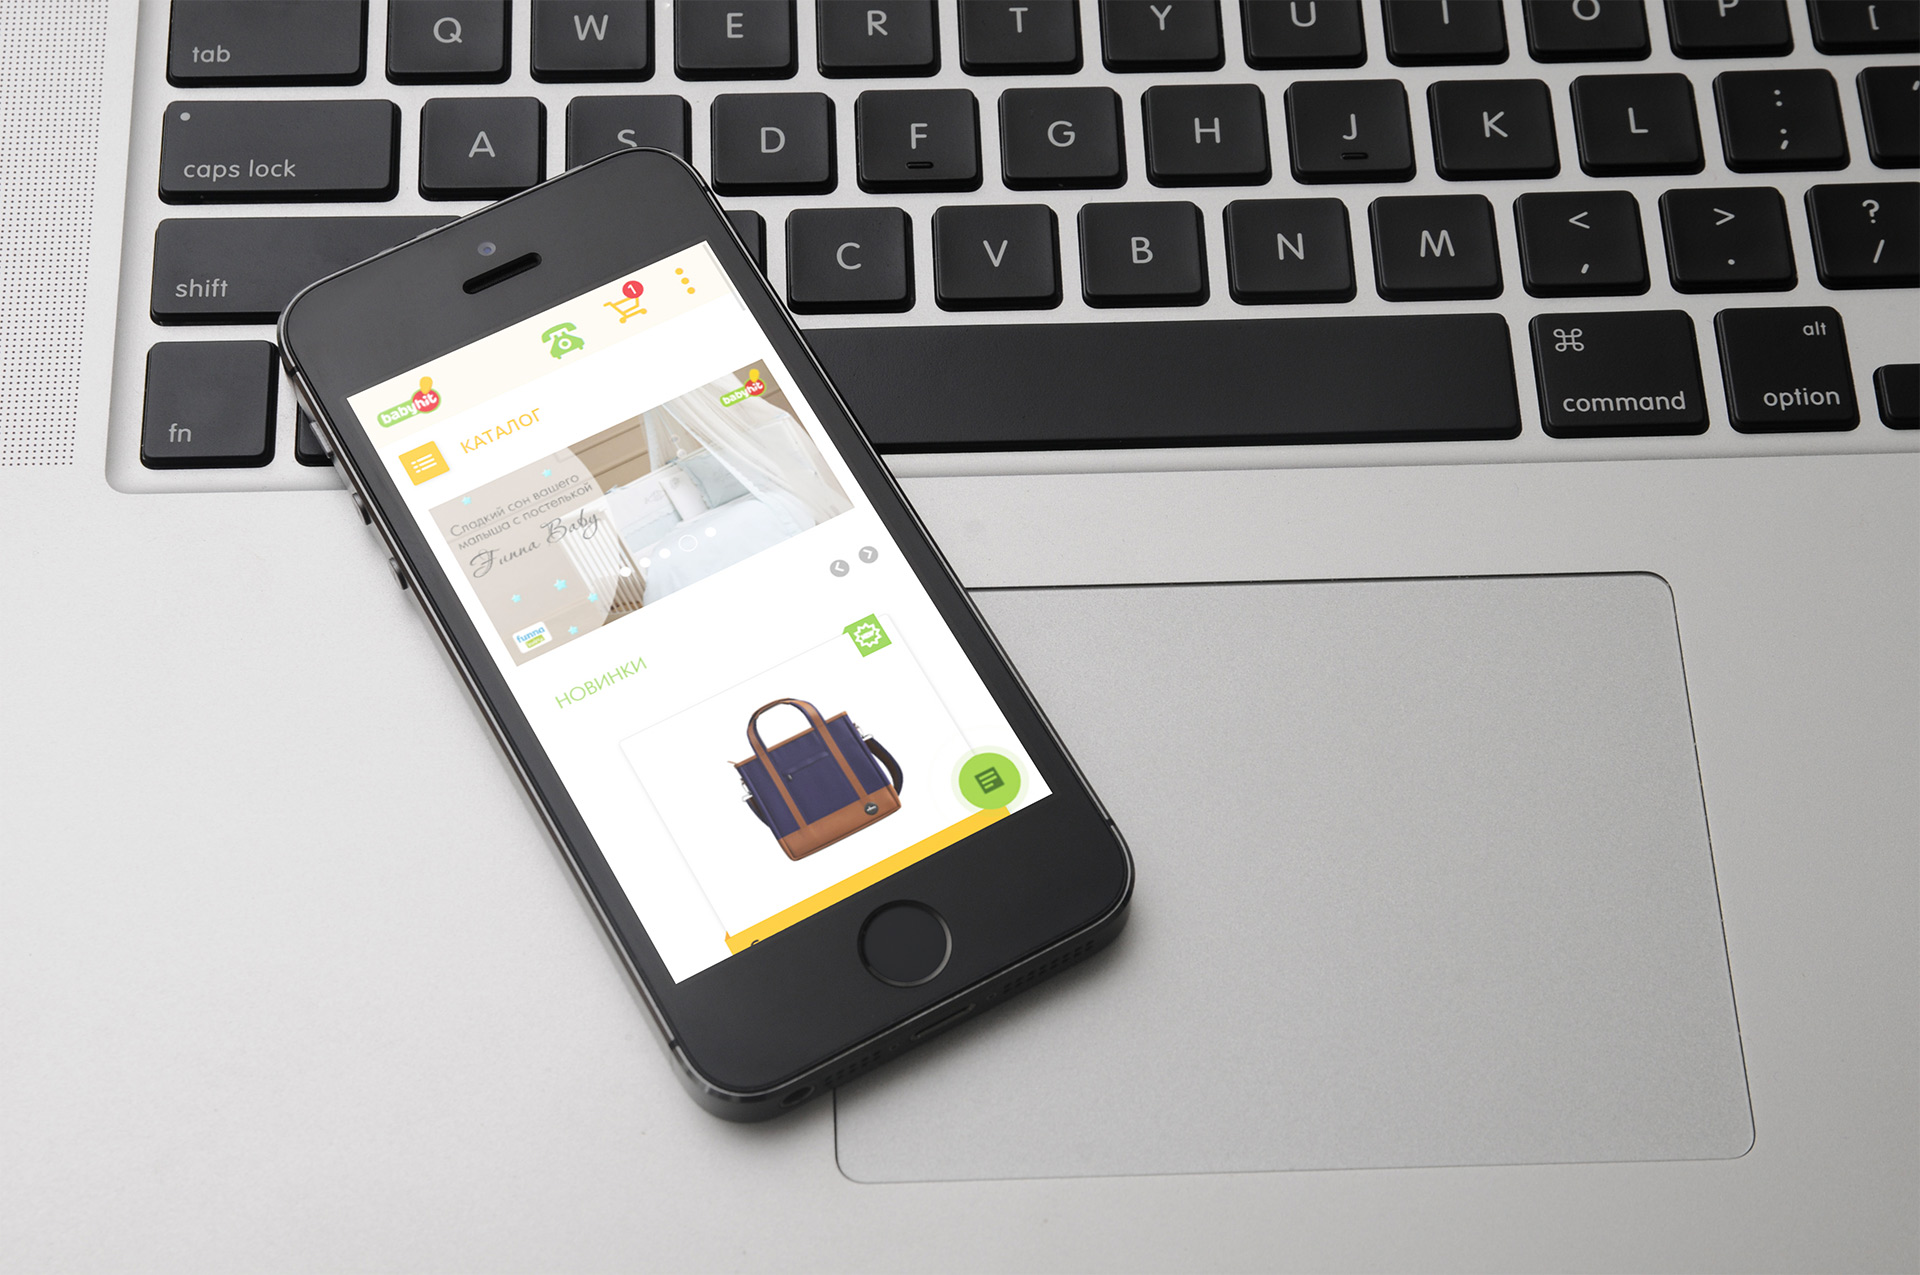 tab
Q W E R T Y U I O P [
caps lock
A S D F G H J K L : ;
shift
C V B N M < , > . ? /
fn
⌘
command
alt
option
1
babyhit
КАТАЛОГ
babyhit
Сладкий сон вашего
малыша с постелькой
Funna Baby
funna
baby
НОВИНКИ